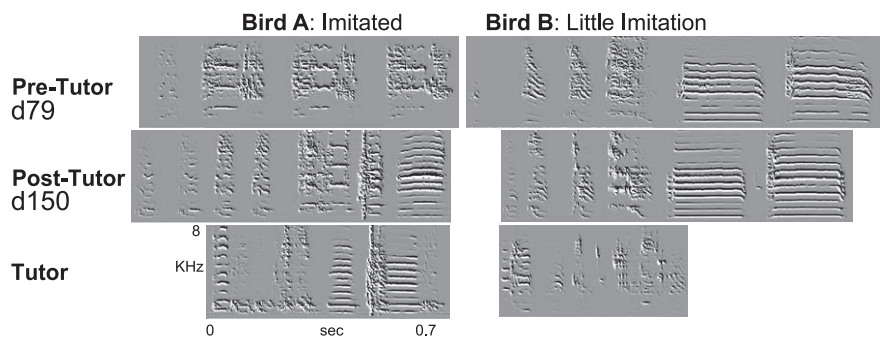 Bird A: Imitated
Bird B: Little Imitation
Pre-Tutor
d79
Post-Tutor
d150
Tutor
8
KHz
0 sec 0.7